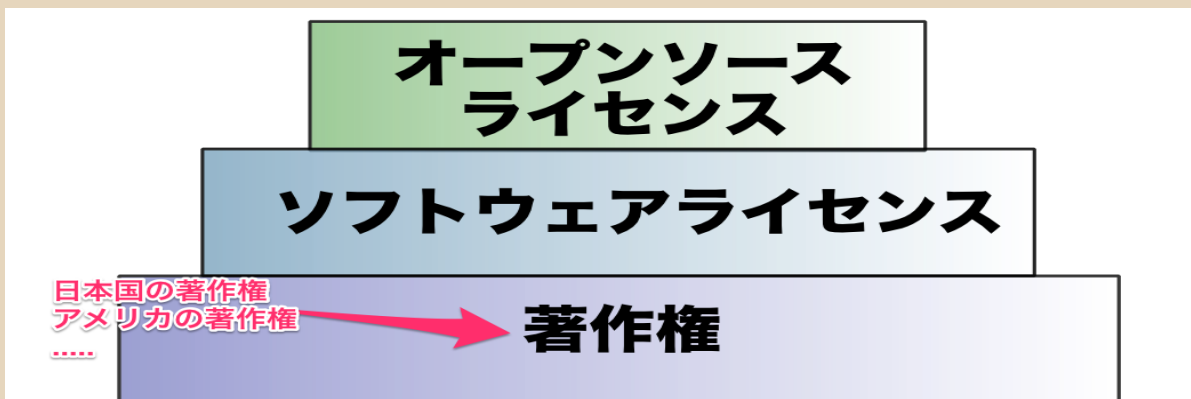 オープンソース
ライセンス
ソフトウェアライセンス
日本国の著作権
アメリカの著作権
.....
著作権